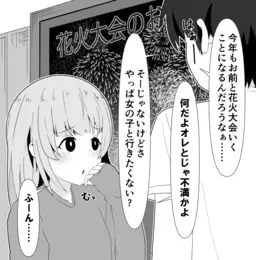 花火大会のお
はぁ
今年もお前と花火大会いく
ことになるんだろうなぁ……
何だよオレとじゃ不満かよ
そーじゃないけどさ
やっぱ女の子と行きたくない？
む
ふーん……